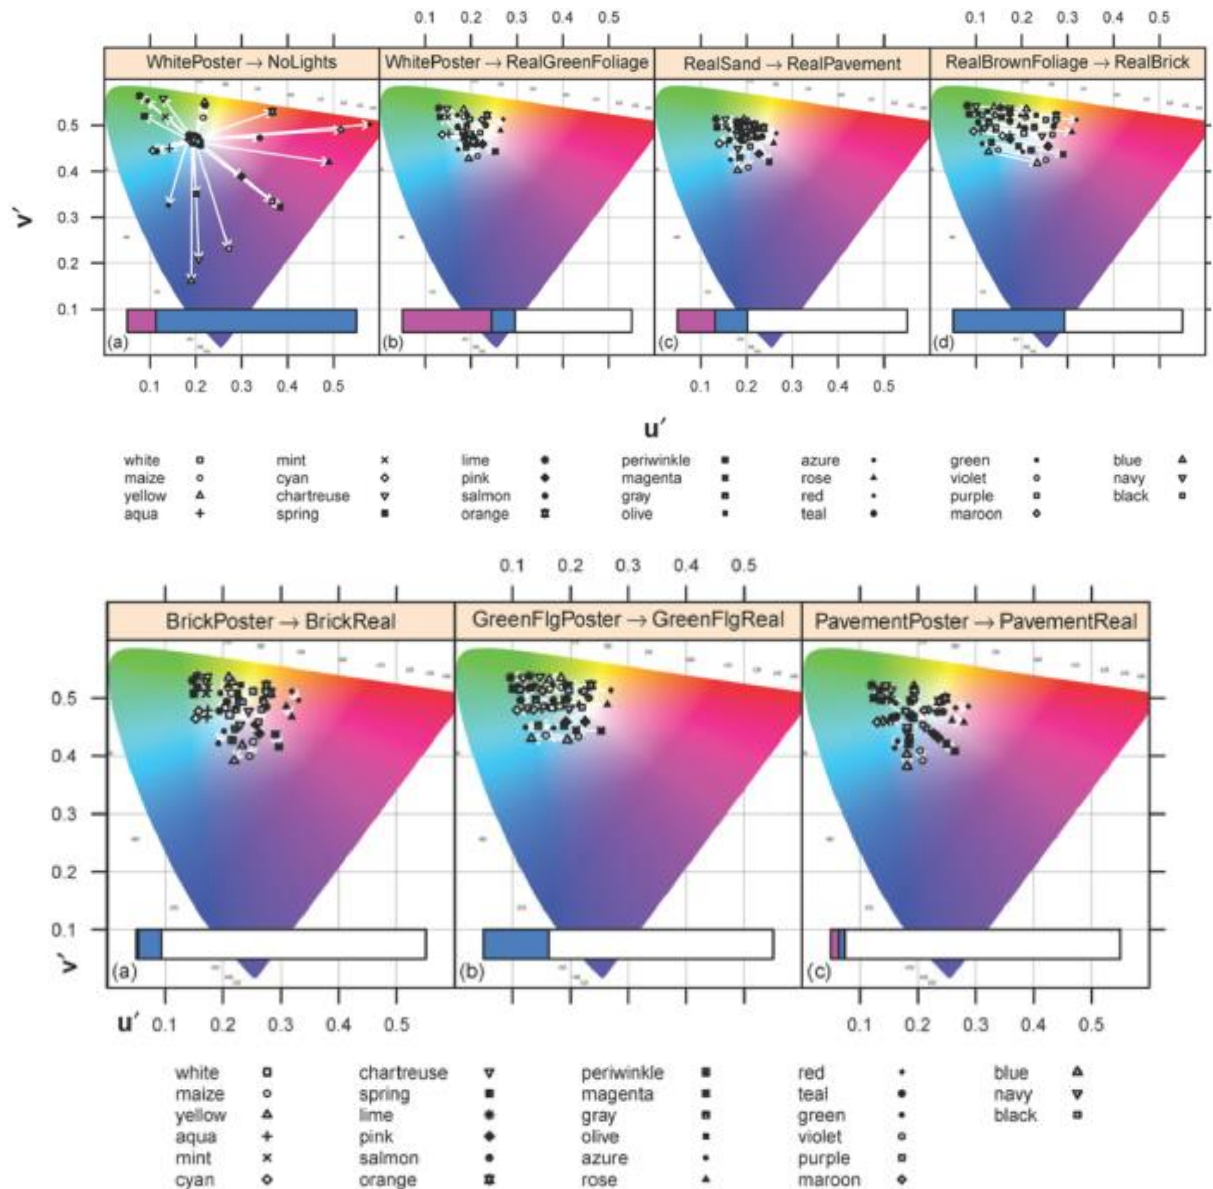 0.1 0.2 0.3 0.4 0.5 0.1 0.2 0.3 0.4 0.5
WhitePoster → NoLights WhitePoster → RealGreenFoliage RealSand → RealPavement RealBrownFoliage → RealBrick
0.5
0.4
0.3
0.2
0.1
v′
(a) (b) (c) (d)
0.1 0.2 0.3 0.4 0.5 0.1 0.2 0.3 0.4 0.5
u′
white mint lime periwinkle azure green blue
maize cyan pink magenta rose violet navy
yellow chartreuse salmon gray red purple black
aqua spring orange olive teal maroon
0.1 0.2 0.3 0.4 0.5
BrickPoster → BrickReal GreenFlgPoster → GreenFlgReal PavementPoster → PavementReal
0.5
0.4
0.3
0.2
0.1
v′
(a) (b) (c)
u′ 0.1 0.2 0.3 0.4 0.5 0.1 0.2 0.3 0.4 0.5
white chartreuse periwinkle red blue
maize spring magenta teal navy
yellow lime gray green black
aqua pink olive violet
mint salmon azure purple
cyan orange rose maroon